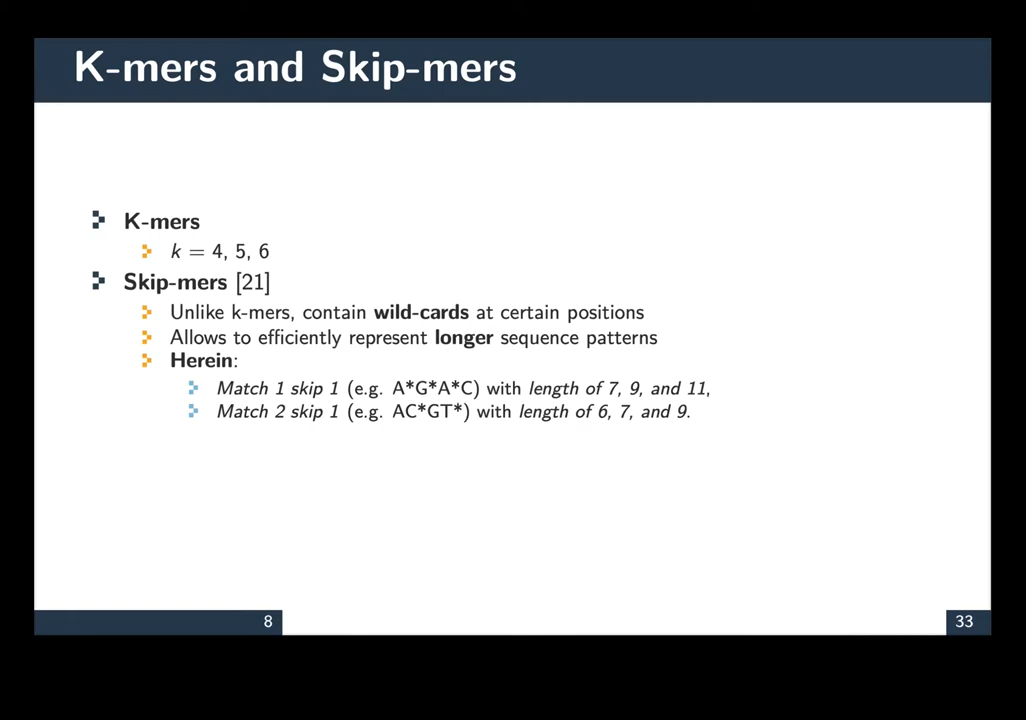 K-mers and Skip-mers
K-mers
k = 4, 5, 6
Skip-mers [21]
Unlike k-mers, contain wild-cards at certain positions
Allows to efficiently represent longer sequence patterns
Herein:
Match 1 skip 1 (e.g. A*G*A*C) with length of 7, 9, and 11,
Match 2 skip 1 (e.g. AC*GT*) with length of 6, 7, and 9.
8
33